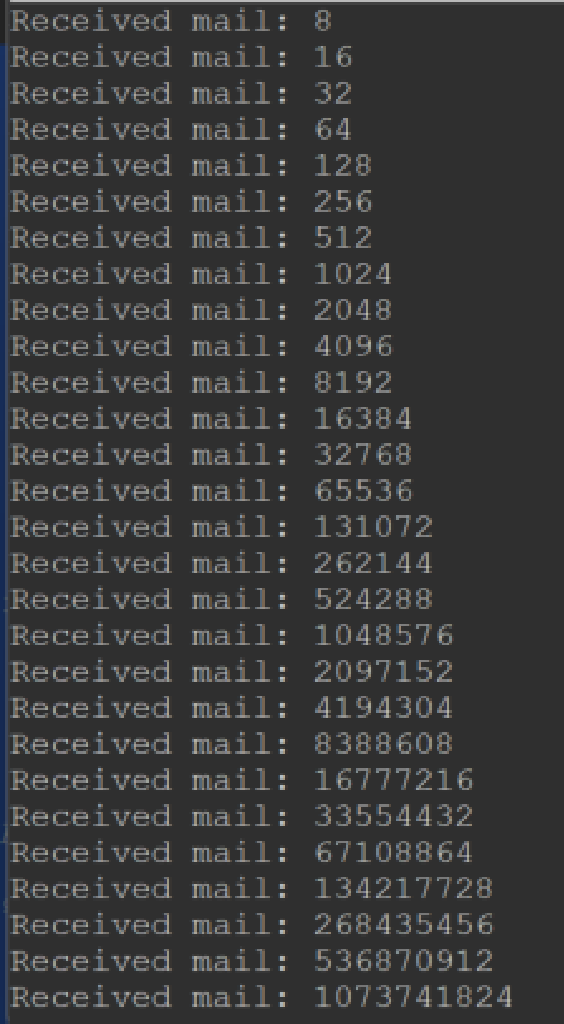 Received mail: 8
Received mail: 16
Received mail: 32
Received mail: 64
Received mail: 128
Received mail: 256
Received mail: 512
Received mail: 1024
Received mail: 2048
Received mail: 4096
Received mail: 8192
Received mail: 16384
Received mail: 32768
Received mail: 65536
Received mail: 131072
Received mail: 262144
Received mail: 524288
Received mail: 1048576
Received mail: 2097152
Received mail: 4194304
Received mail: 8388608
Received mail: 16777216
Received mail: 33554432
Received mail: 67108864
Received mail: 134217728
Received mail: 268435456
Received mail: 536870912
Received mail: 1073741824